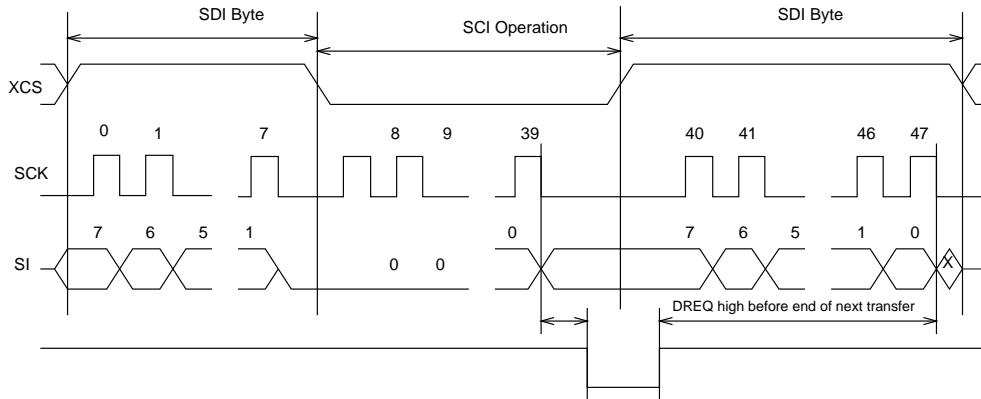 SDI Byte
SCI Operation
SDI Byte
XCS
0 1 7 8 9 39 40 41 46 47
SCK
7 6 5 1 0 7 6 5 1 0
SI
0 0
X
DREQ high before end of next transfer